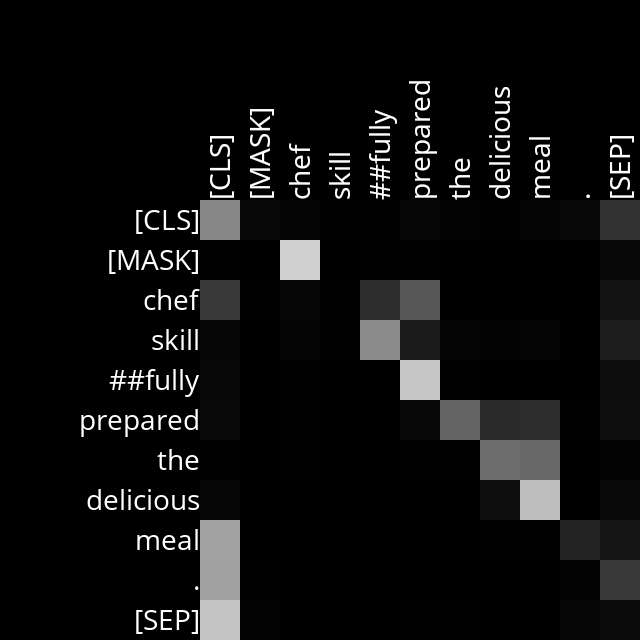 [CLS]
[MASK]
chef
skill
##fully
prepared
the
delicious
meal
.
[SEP]
[CLS]
[MASK]
chef
skill
##fully
prepared
the
delicious
meal
.
[SEP]